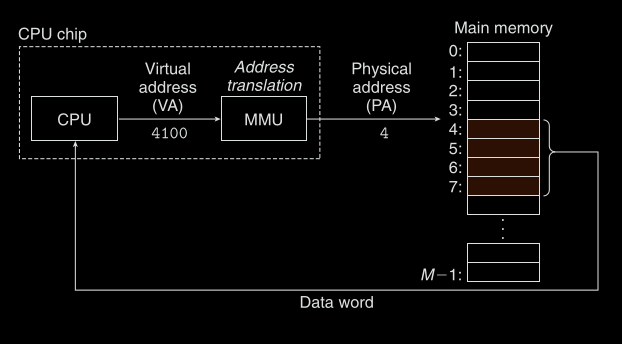 CPU chip
Main memory
Virtual
address
(VA)
Address
translation
Physical
address
(PA)
CPU
4100
MMU
4
0:
1:
2:
3:
4:
5:
6:
7:
⋮
M−1:
Data word